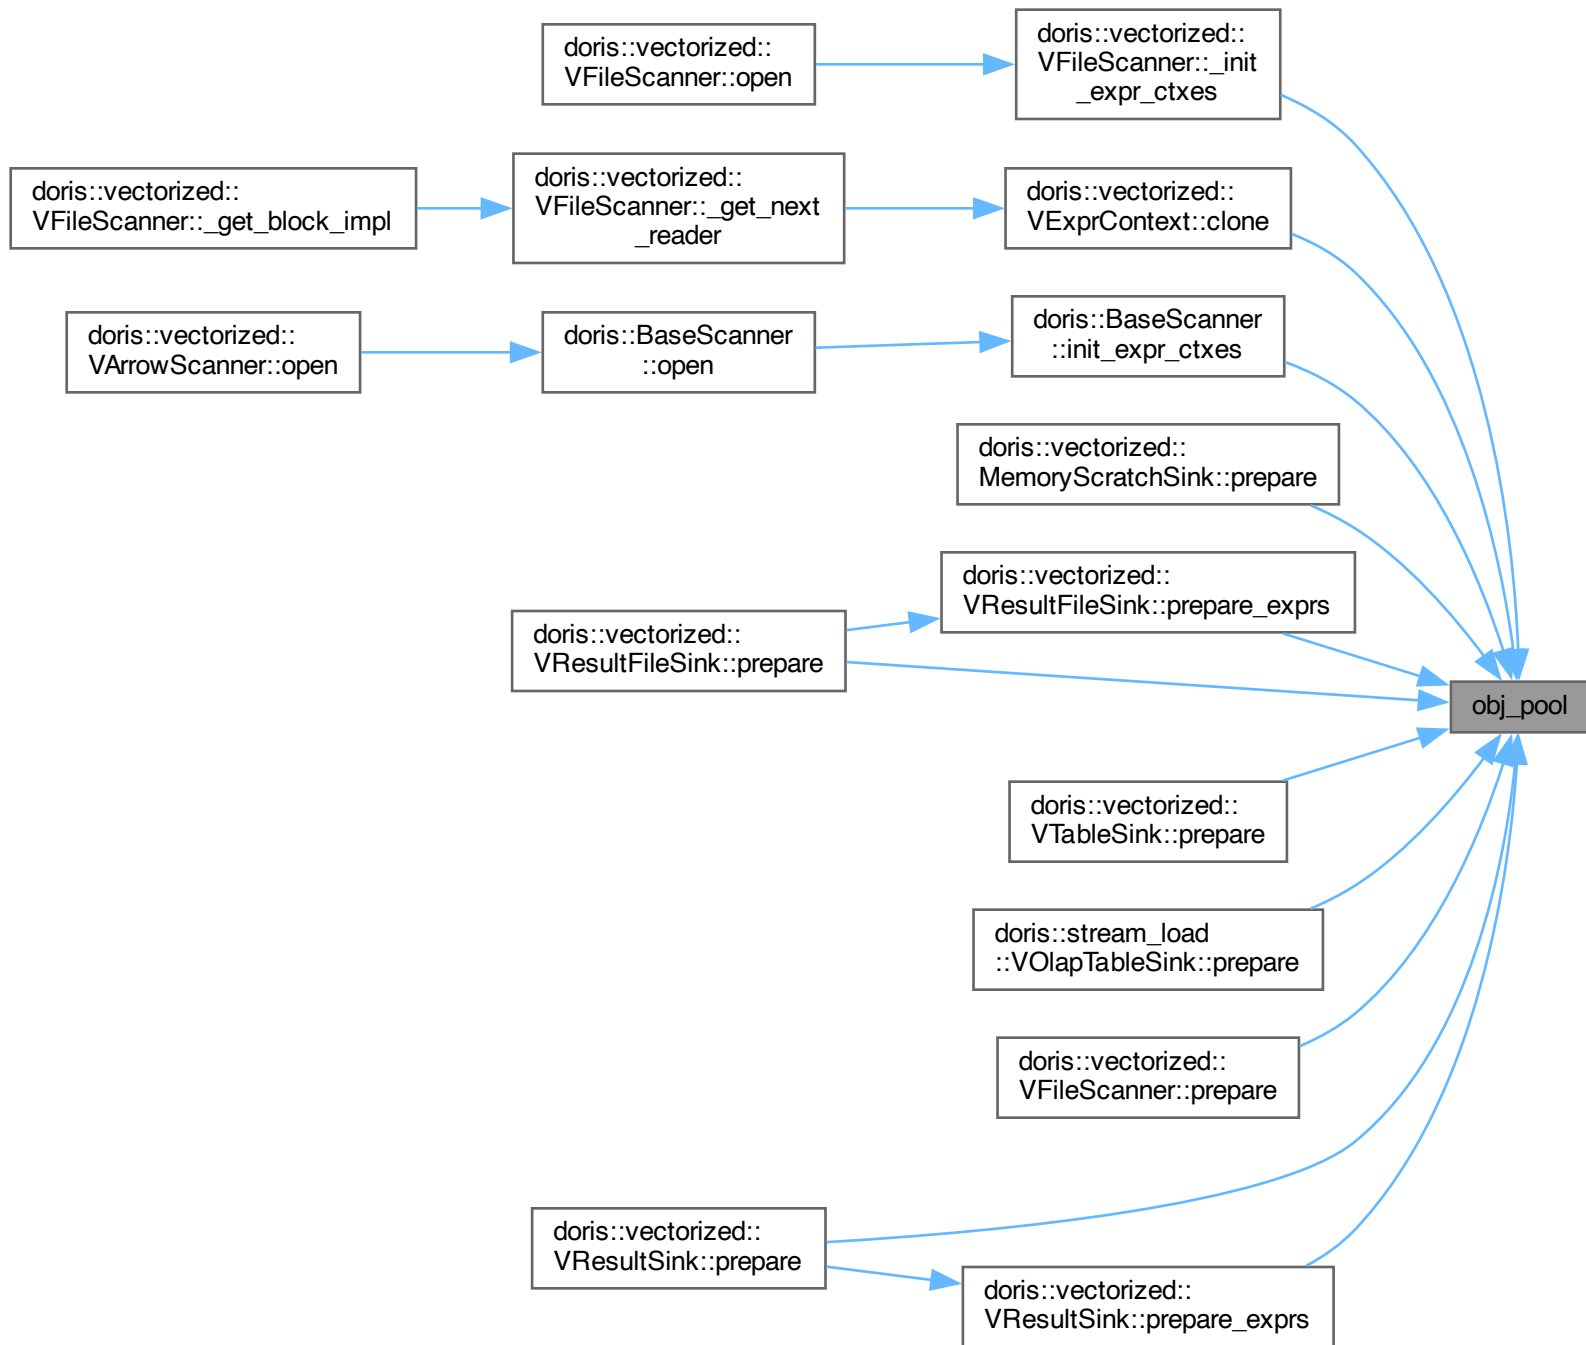 doris::vectorized::
VFileScanner::open
doris::vectorized::
VFileScanner::_init
_expr_ctxes
doris::vectorized::
VFileScanner::_get_block_impl
doris::vectorized::
VFileScanner::_get_next
_reader
doris::vectorized::
VExprContext::clone
doris::vectorized::
VArrowScanner::open
doris::BaseScanner
::open
doris::BaseScanner
::init_expr_ctxes
doris::vectorized::
MemoryScratchSink::prepare
doris::vectorized::
VResultFileSink::prepare_exprs
doris::vectorized::
VResultFileSink::prepare
obj_pool
doris::vectorized::
VTableSink::prepare
doris::stream_load
::VOlapTableSink::prepare
doris::vectorized::
VFileScanner::prepare
doris::vectorized::
VResultSink::prepare
doris::vectorized::
VResultSink::prepare_exprs